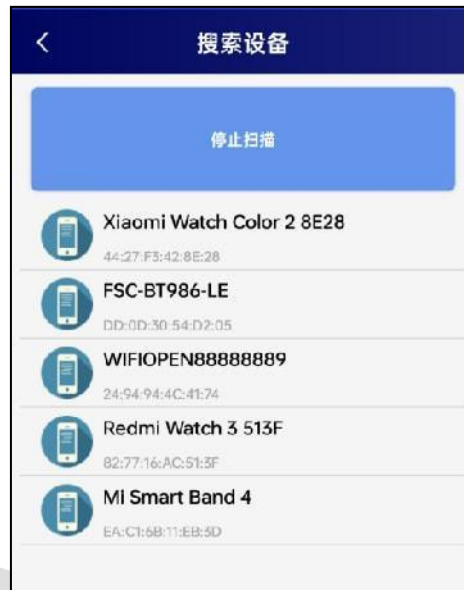 搜索设备
停止扫描
Xiaomi Watch Color 2 8E28
44:27:F3:42:8E:28
FSC-BT986-LE
DD:0D:30:54:D2:05
WIFIOPEN88888889
24:94:94:4C:41:74
Redmi Watch 3 513F
82:77:16:AC:51:3F
Mi Smart Band 4
EA:C1:6B:11:EB:5D